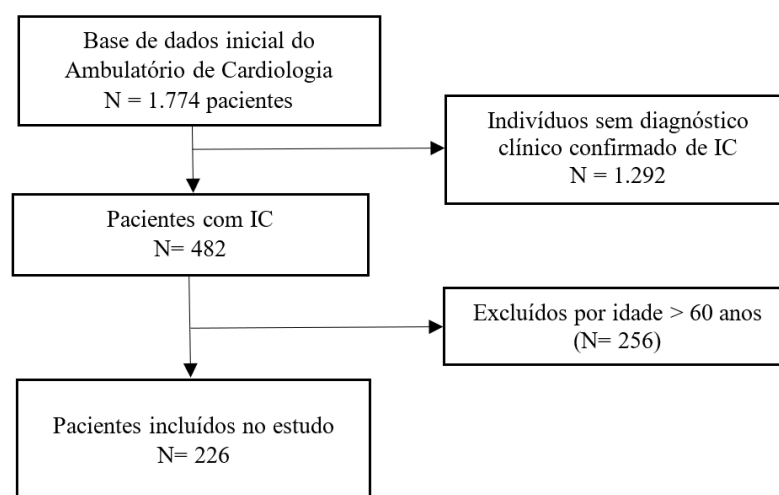 Base de dados inicial do
Ambulatório de Cardiologia
N = 1.774 pacientes
Indivíduos sem diagnóstico
clínico confirmado de IC
N = 1.292
Pacientes com IC
N= 482
Excluídos por idade > 60 anos
(N= 256)
Pacientes incluídos no estudo
N= 226